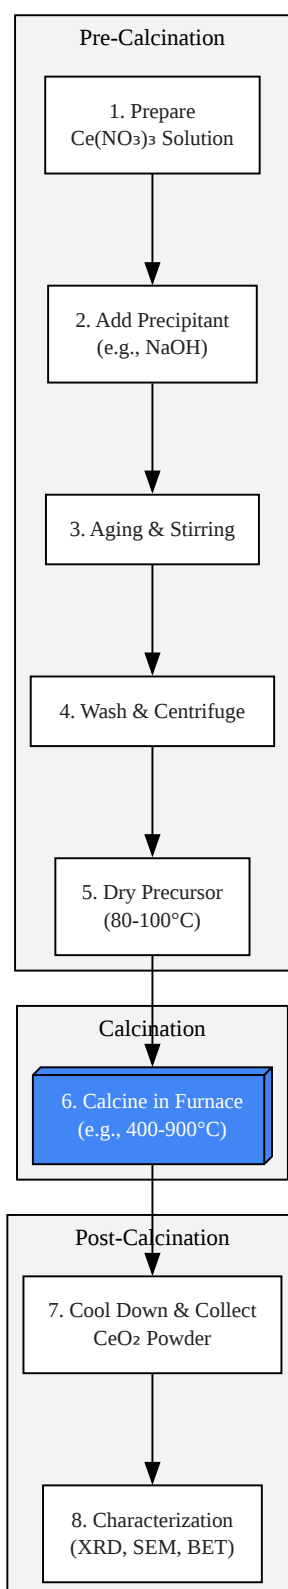 Pre-Calcination
1. Prepare
Ce(NO₃)₃ Solution
2. Add Precipitant
(e.g., NaOH)
3. Aging & Stirring
4. Wash & Centrifuge
5. Dry Precursor
(80-100°C)
Calcination
6. Calcine in Furnace
(e.g., 400-900°C)
Post-Calcination
7. Cool Down & Collect
CeO₂ Powder
8. Characterization
(XRD, SEM, BET)